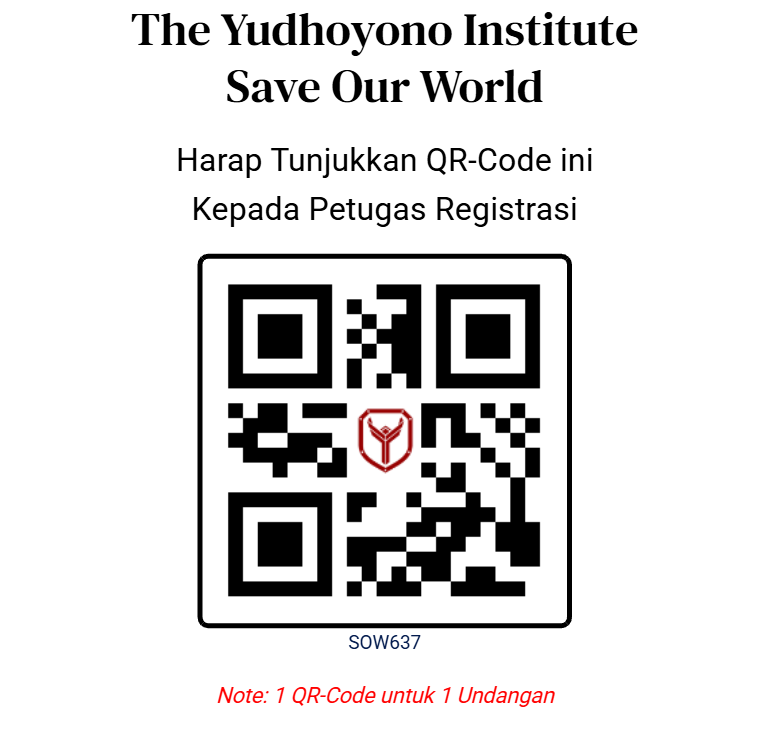 The Yudhoyono Institute
Save Our World
Harap Tunjukkan QR-Code ini
Kepada Petugas Registrasi
SOW637
Note: 1 QR-Code untuk 1 Undangan